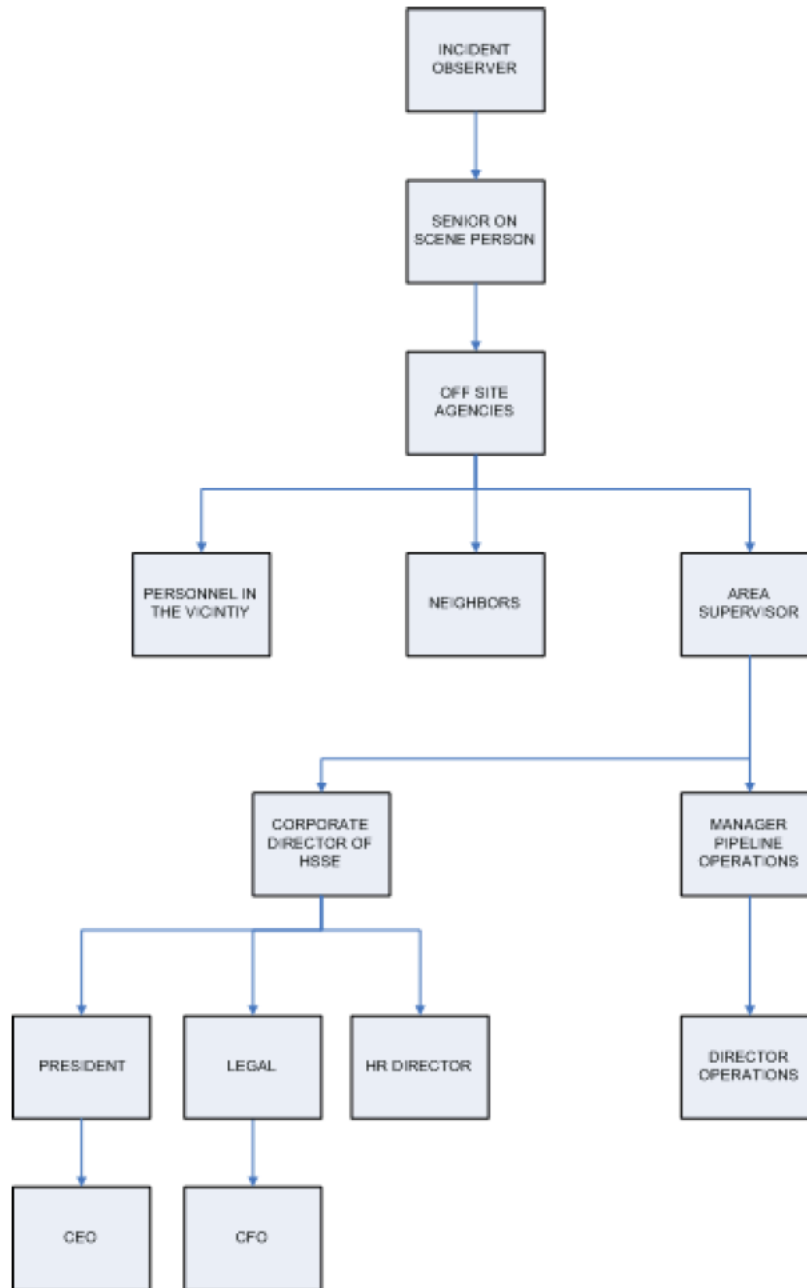 INCIDENT
OBSERVER
SENIOR ON
SCENE PERSON
OFF SITE
AGENCIES
PERSONNEL IN
THE VICINTIY
NEIGHBORS
AREA
SUPERVISOR
CORPORATE
DIRECTOR OF
HSSE
MANAGER
PIPELINE
OPERATIONS
PRESIDENT
LEGAL
HR DIRECTOR
DIRECTOR
OPERATIONS
CEO
CFO